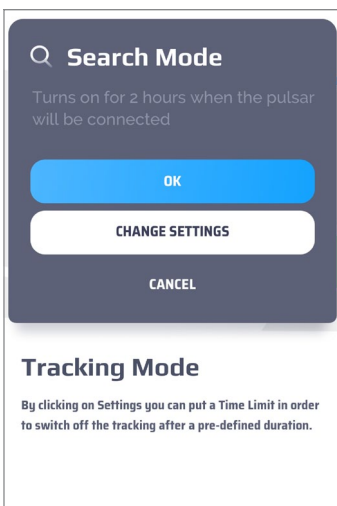 Search Mode
Turns on for 2 hours when the pulsar
will be connected
OK
CHANGE SETTINGS
CANCEL
Tracking Mode
By clicking on Settings you can put a Time Limit in order
to switch off the tracking after a pre-defined duration.